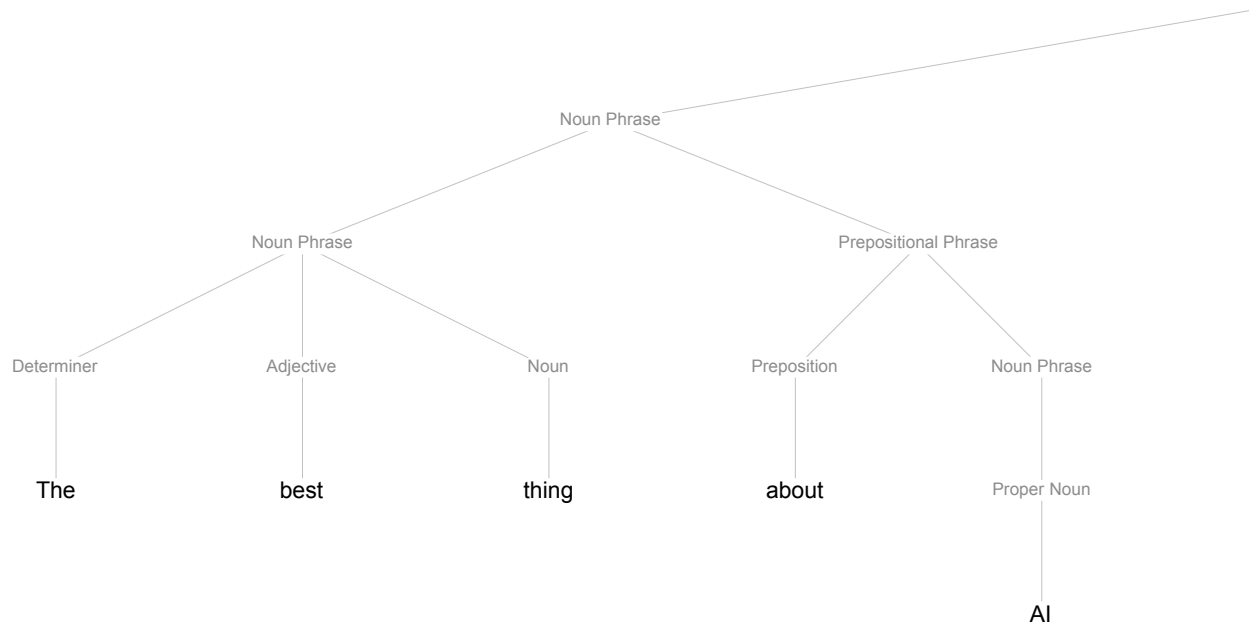 Noun Phrase
Noun Phrase Prepositional Phrase
Determiner Adjective Noun Preposition Noun Phrase
The best thing about Proper Noun
AI